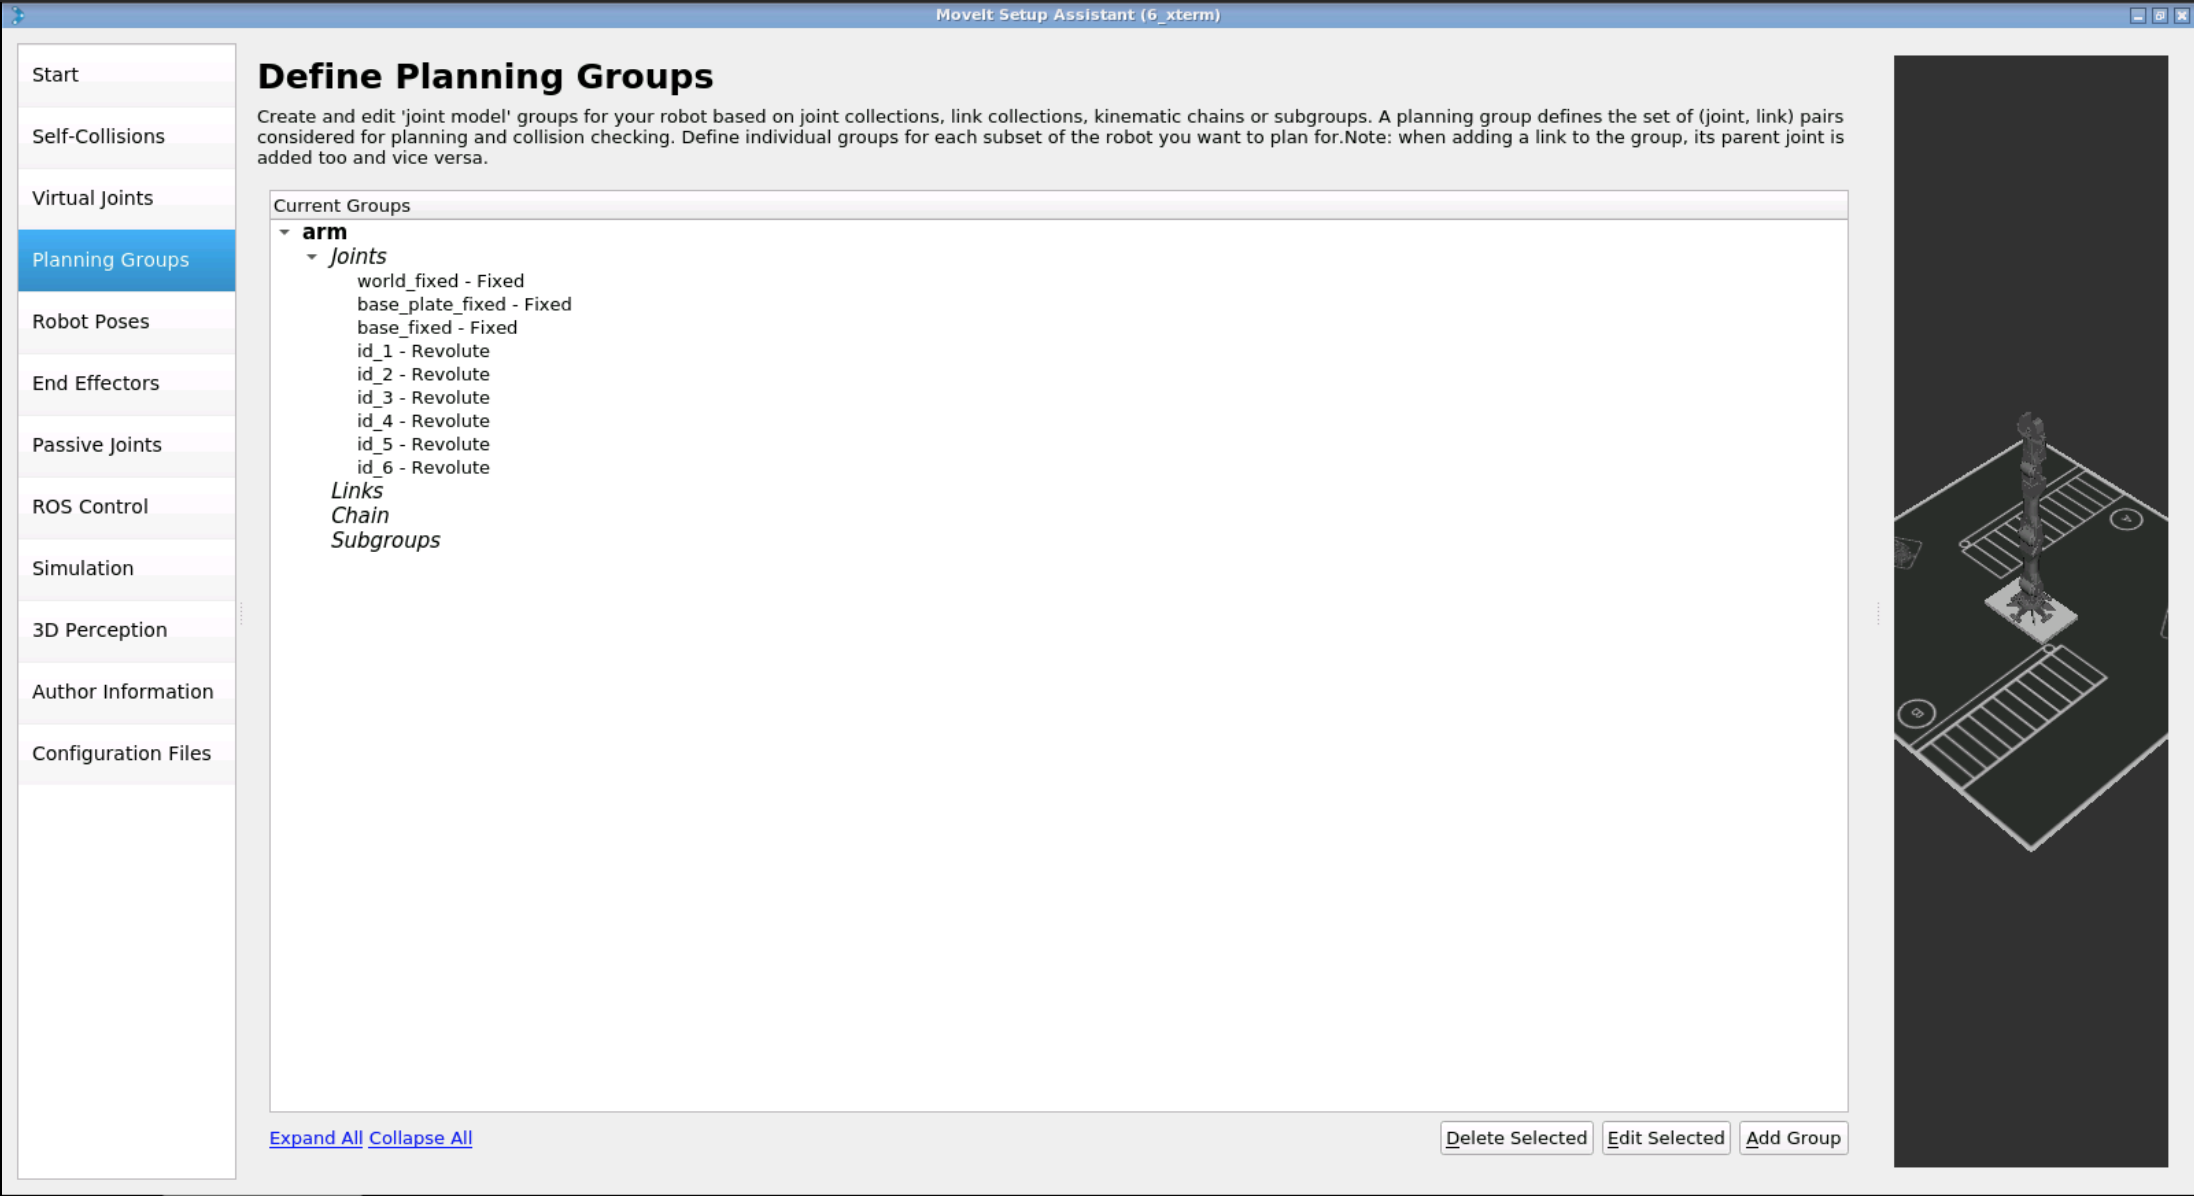 MoveIt Setup Assistant (6_xterm)
Start
Self-Collisions
Virtual Joints
Planning Groups
Robot Poses
End Effectors
Passive Joints
ROS Control
Simulation
3D Perception
Author Information
Configuration Files
Define Planning Groups
Create and edit 'joint model' groups for your robot based on joint collections, link collections, kinematic chains or subgroups. A planning group defines the set of (joint, link) pairs
considered for planning and collision checking. Define individual groups for each subset of the robot you want to plan for.Note: when adding a link to the group, its parent joint is
added too and vice versa.
Current Groups
arm
Joints
world_fixed - Fixed
base_plate_fixed - Fixed
base_fixed - Fixed
id_1 - Revolute
id_2 - Revolute
id_3 - Revolute
id_4 - Revolute
id_5 - Revolute
id_6 - Revolute
Links
Chain
Subgroups
Expand All Collapse All
Delete Selected
Edit Selected
Add Group
A
B